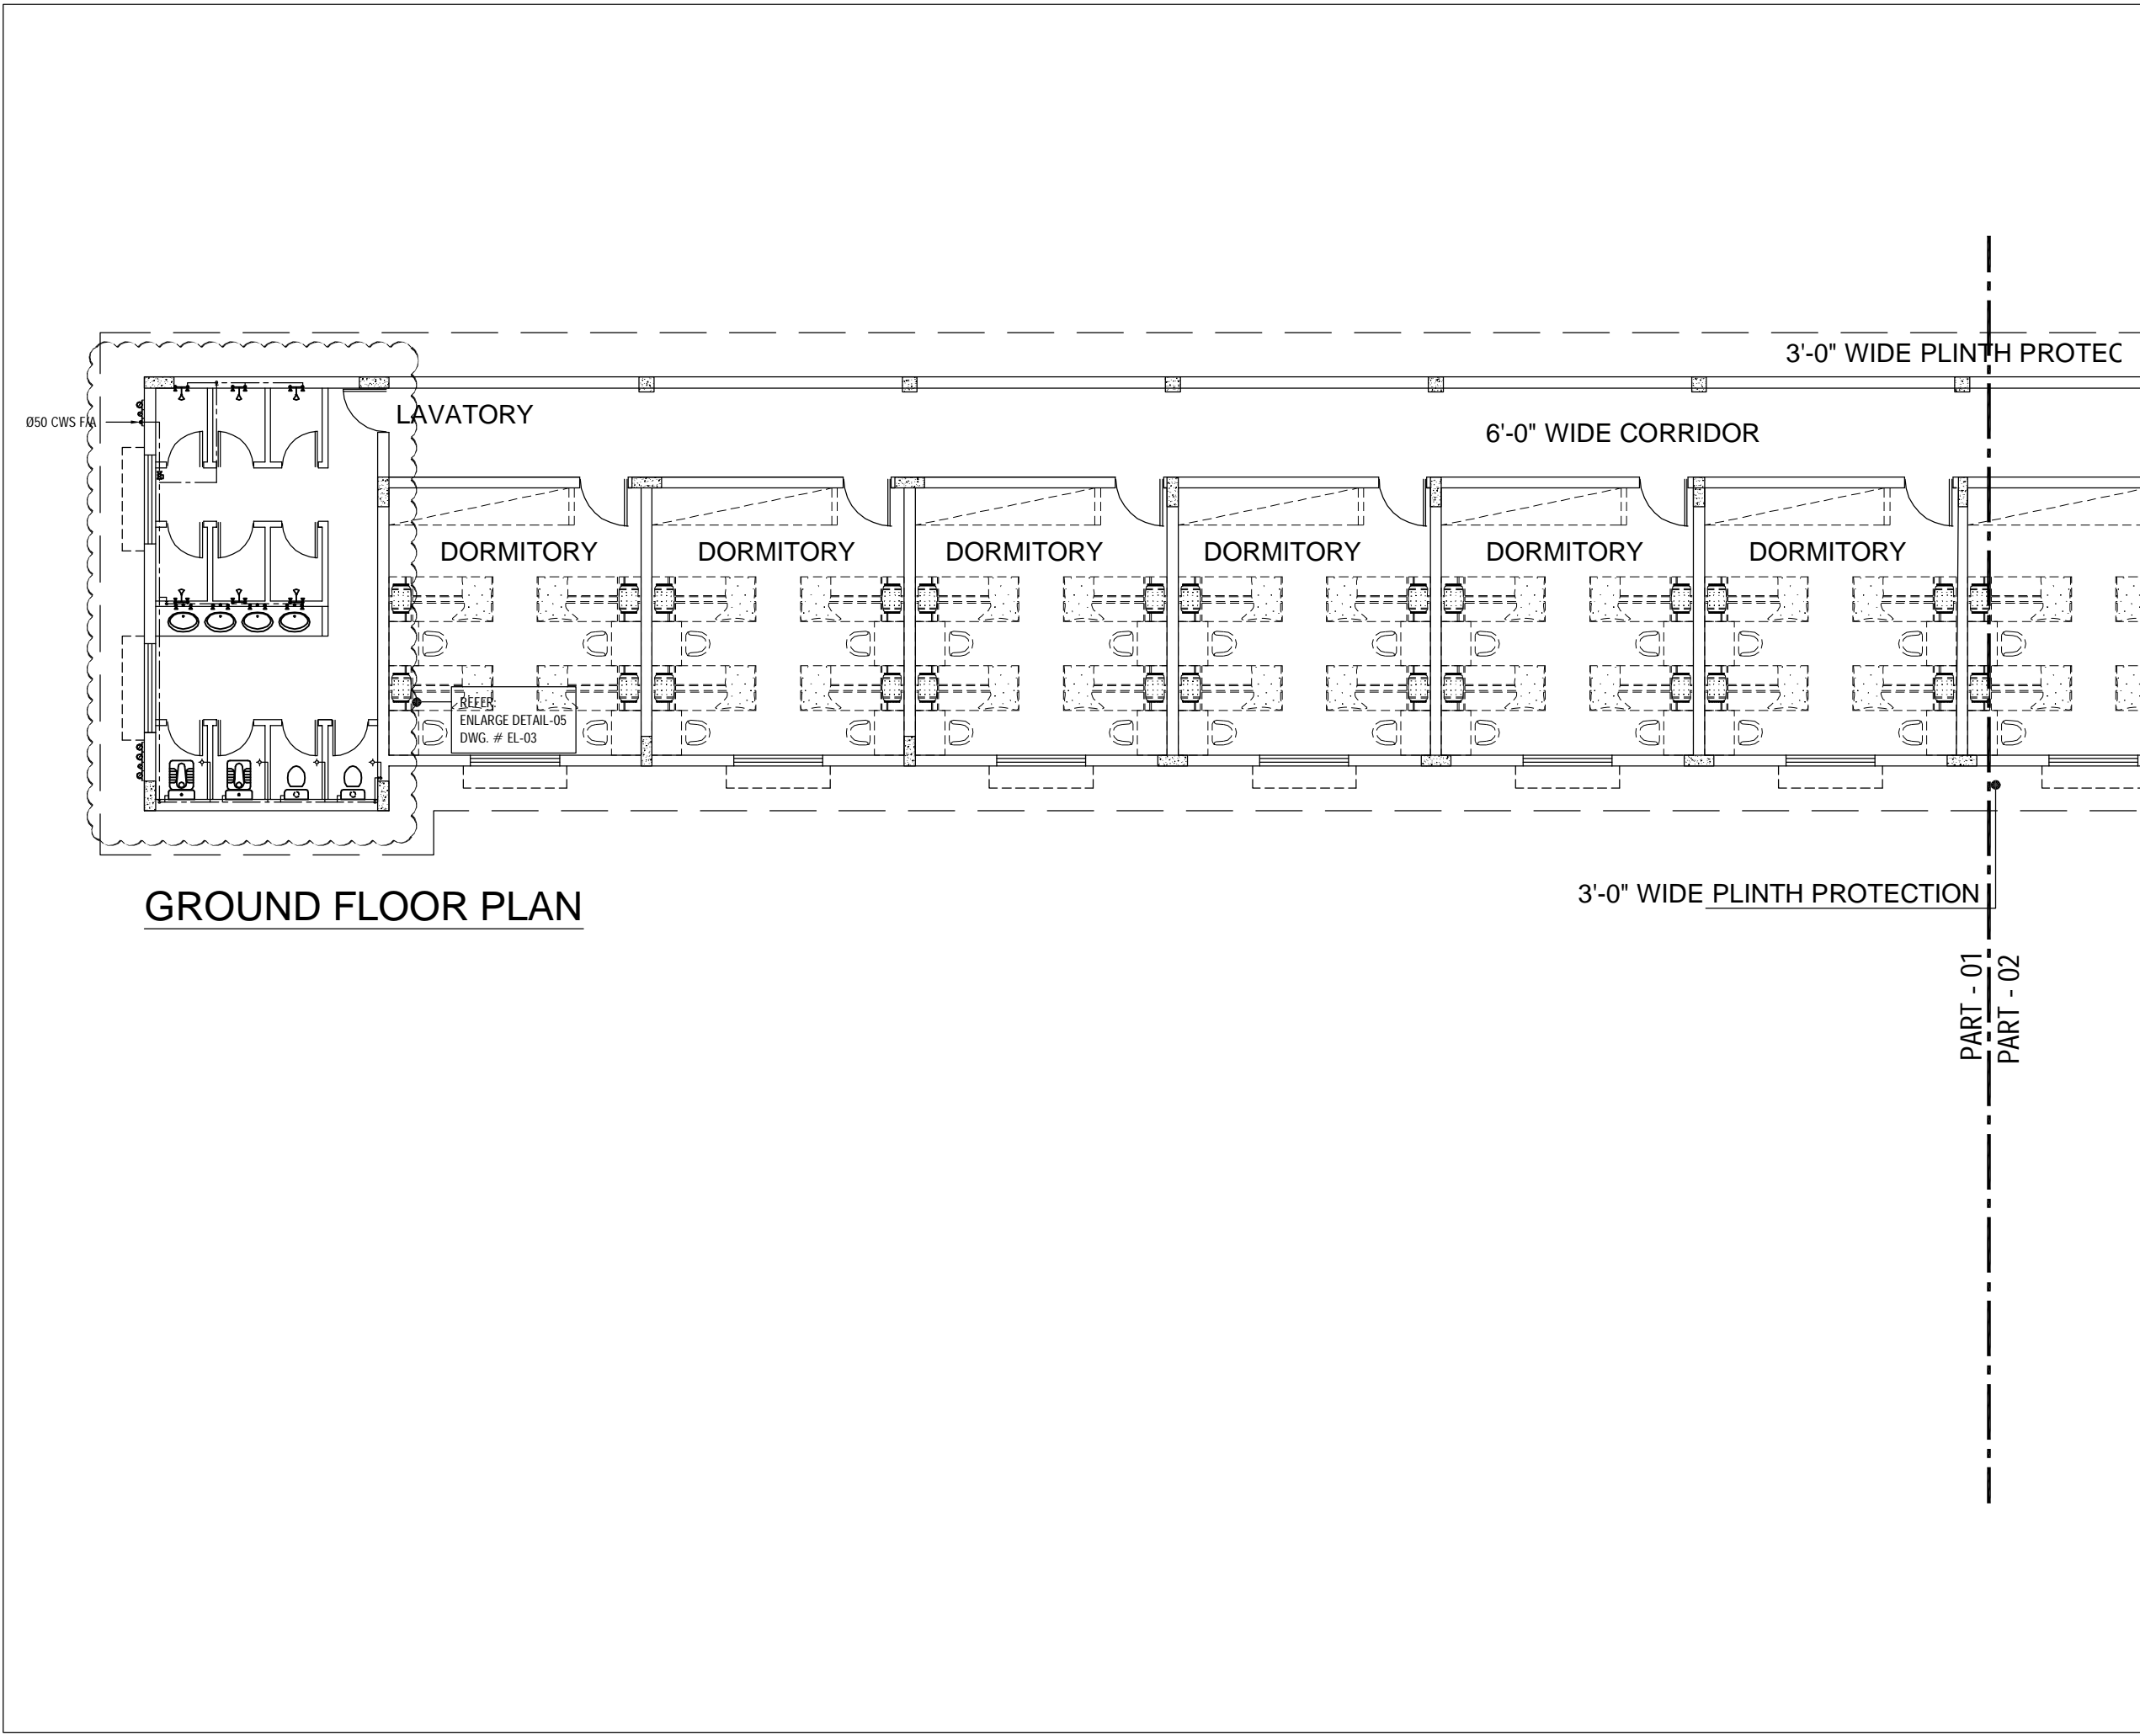 3'-0" WIDE PLINTH PROTEC
LAVATORY
Ø50 CWS F/A
6'-0" WIDE CORRIDOR
DORMITORY
DORMITORY
DORMITORY
DORMITORY
DORMITORY
DORMITORY
REFER:
ENLARGE DETAIL-05
DWG. # EL-03
GROUND FLOOR PLAN
3'-0" WIDE PLINTH PROTECTION
PART - 01
PART - 02